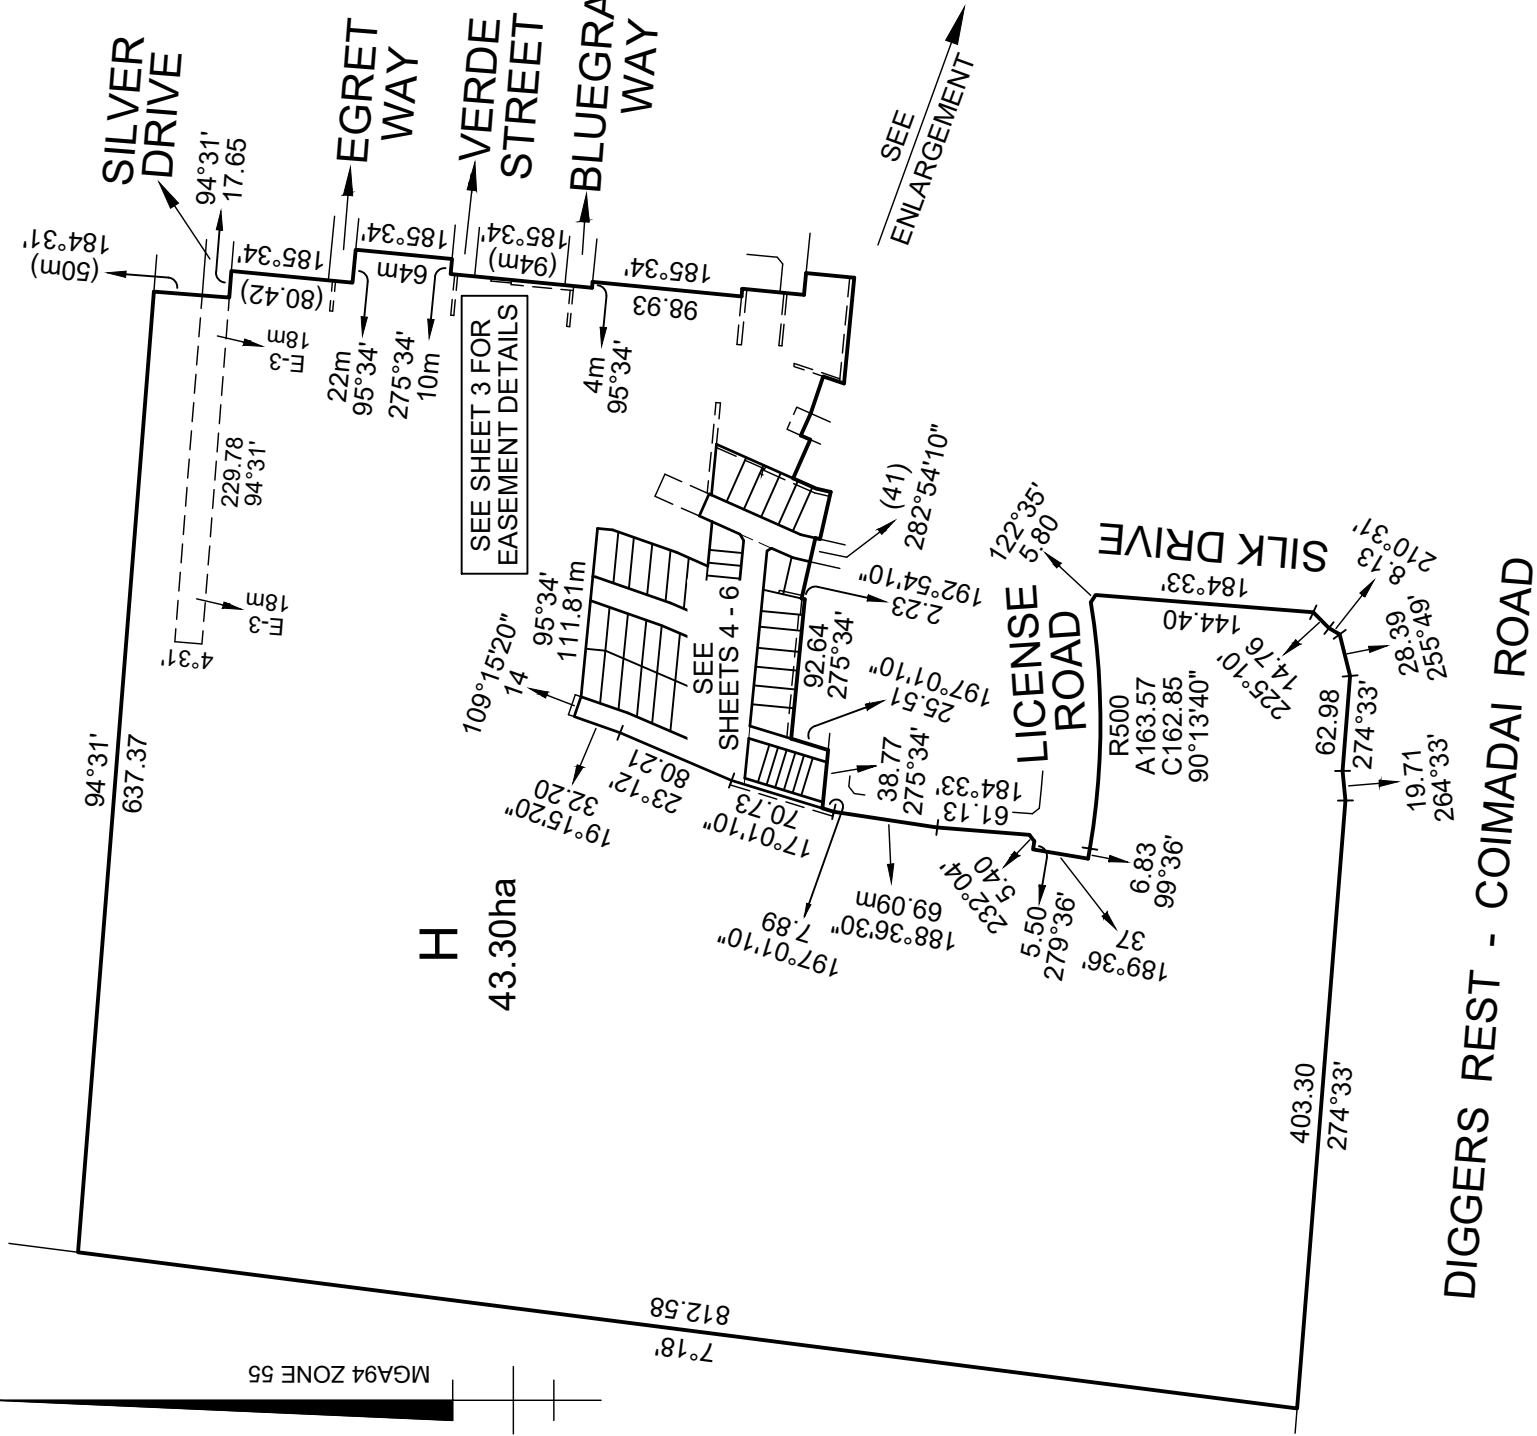 SILVER
DRIVE
EGRET
WAY
VERDE
STREET
BLUEGRA
WAY
SEE
ENLARGEMENT
184°31'
(50m)
94°31'
17.65
185°34'
(80.42)
185°34'
64m
185°34'
(94m)
185°34'
98.93
E-3
18m
E-3
18m
229.78
94°31'
4°31'
22m
95°34'
275°34'
10m
4m
95°34'
SEE SHEET 3 FOR
EASEMENT DETAILS
94°31'
637.37
H
43.30ha
109°15'20"
14
95°34'
111.81m
SEE
SHEETS 4 - 6
(41)
282°54'10"
192°54'10"
2.23
92.64
275°34'
197°01'10"
25.51
38.77
275°34'
19°15'20"
32.20
23°12'
80.21
17°01'10"
70.73
197°01'10"
7.89
188°36'30"
69.09m
184°33'
61.13
232°04'
5.40
5.50
279°36'
189°36'
37
6.83
99°36'
LICENSE
ROAD
R500
A163.57
C162.85
90°13'40"
122°35'
5.80
SILK DRIVE
184°33'
144.40
225°10'
14.76
210°31'
8.13
28.39
255°49'
62.98
274°33'
19.71
264°33'
403.30
274°33'
DIGGERS REST - COIMADAI ROAD
812.58
7°18'
MGA94 ZONE 55